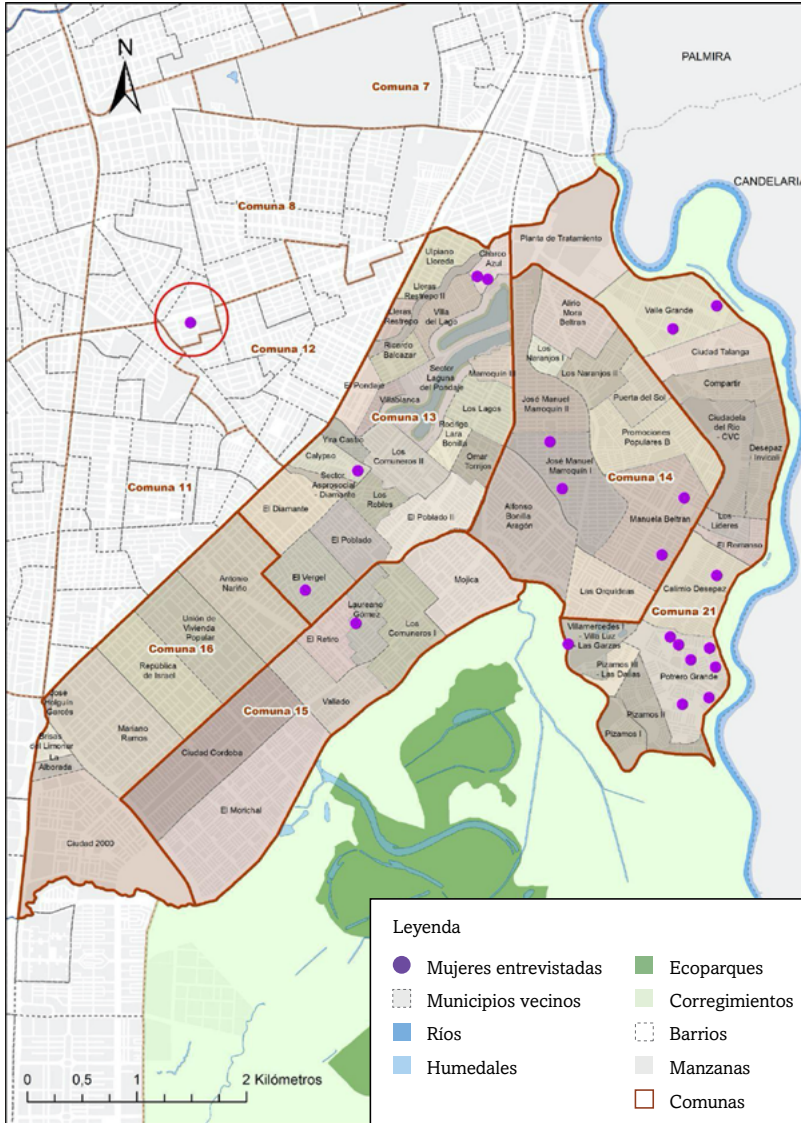 PALMIRA
N
Comuna 7
CANDELARIA
Comuna 8
Planta de Tratamiento
Ulpiano
Lloreda
Charco
Azul
Lleras
Restrepo II
Lleras
Restrepo
Villa
del Lago
Alirio
Mora
Beltran
Valle Grande
Comuna 12
Ricardo
Balcazar
Ciudad Talanga
Los
Naranjos I
Los Naranjos II
Sector
Laguna
del Pondaje
Marroquin III
Compartir
El Pondaje
Villablanca
José Manuel
Marroquin II
Puerta del Sol
Los Lagos
Comuna 13
Ciudadela
del Río
- CVC
Desepaz
Invicali
Rodrigo
Lara
Bonilla
Promociones
Populares B
Yira Castro
Calypso
Los
Comuneros II
Omar
Torrijos
José Manuel
Marroquin I
Comuna 14
Sector
Asprosocial
- Diamante
Comuna 11
Los
Robles
El Diamante
Alfonso
Bonilla
Aragón
Manuela Beltran
Los
Lideres
El Poblado II
El Remanso
El Poblado
Antonio
Nariño
El Vergel
Mojica
Calimio Desepaz
Los Orquideas
Comuna 21
Laureano
Gómez
Unión de
Vivienda
Popular
El Retiro
Los
Comuneros I
Villamercedes I
- Villa Luz
- Las Garzas
Comuna 16
República
de Israel
Pizamos III
- Las Dalias
Potrero Grande
José
Holguin
Garcés
Vallado
Comuna 15
Pizamos II
Mariano
Ramos
Brisas
del Limonar
Pizamos I
La
Alborada
Ciudad Cordoba
El Morichal
Ciudad 2000
Leyenda
Mujeres entrevistadas
Municipios vecinos
Ríos
Humedales
Ecoparques
Corregimientos
Barrios
Manzanas
Comunas
0 0,5 1 2 Kilómetros